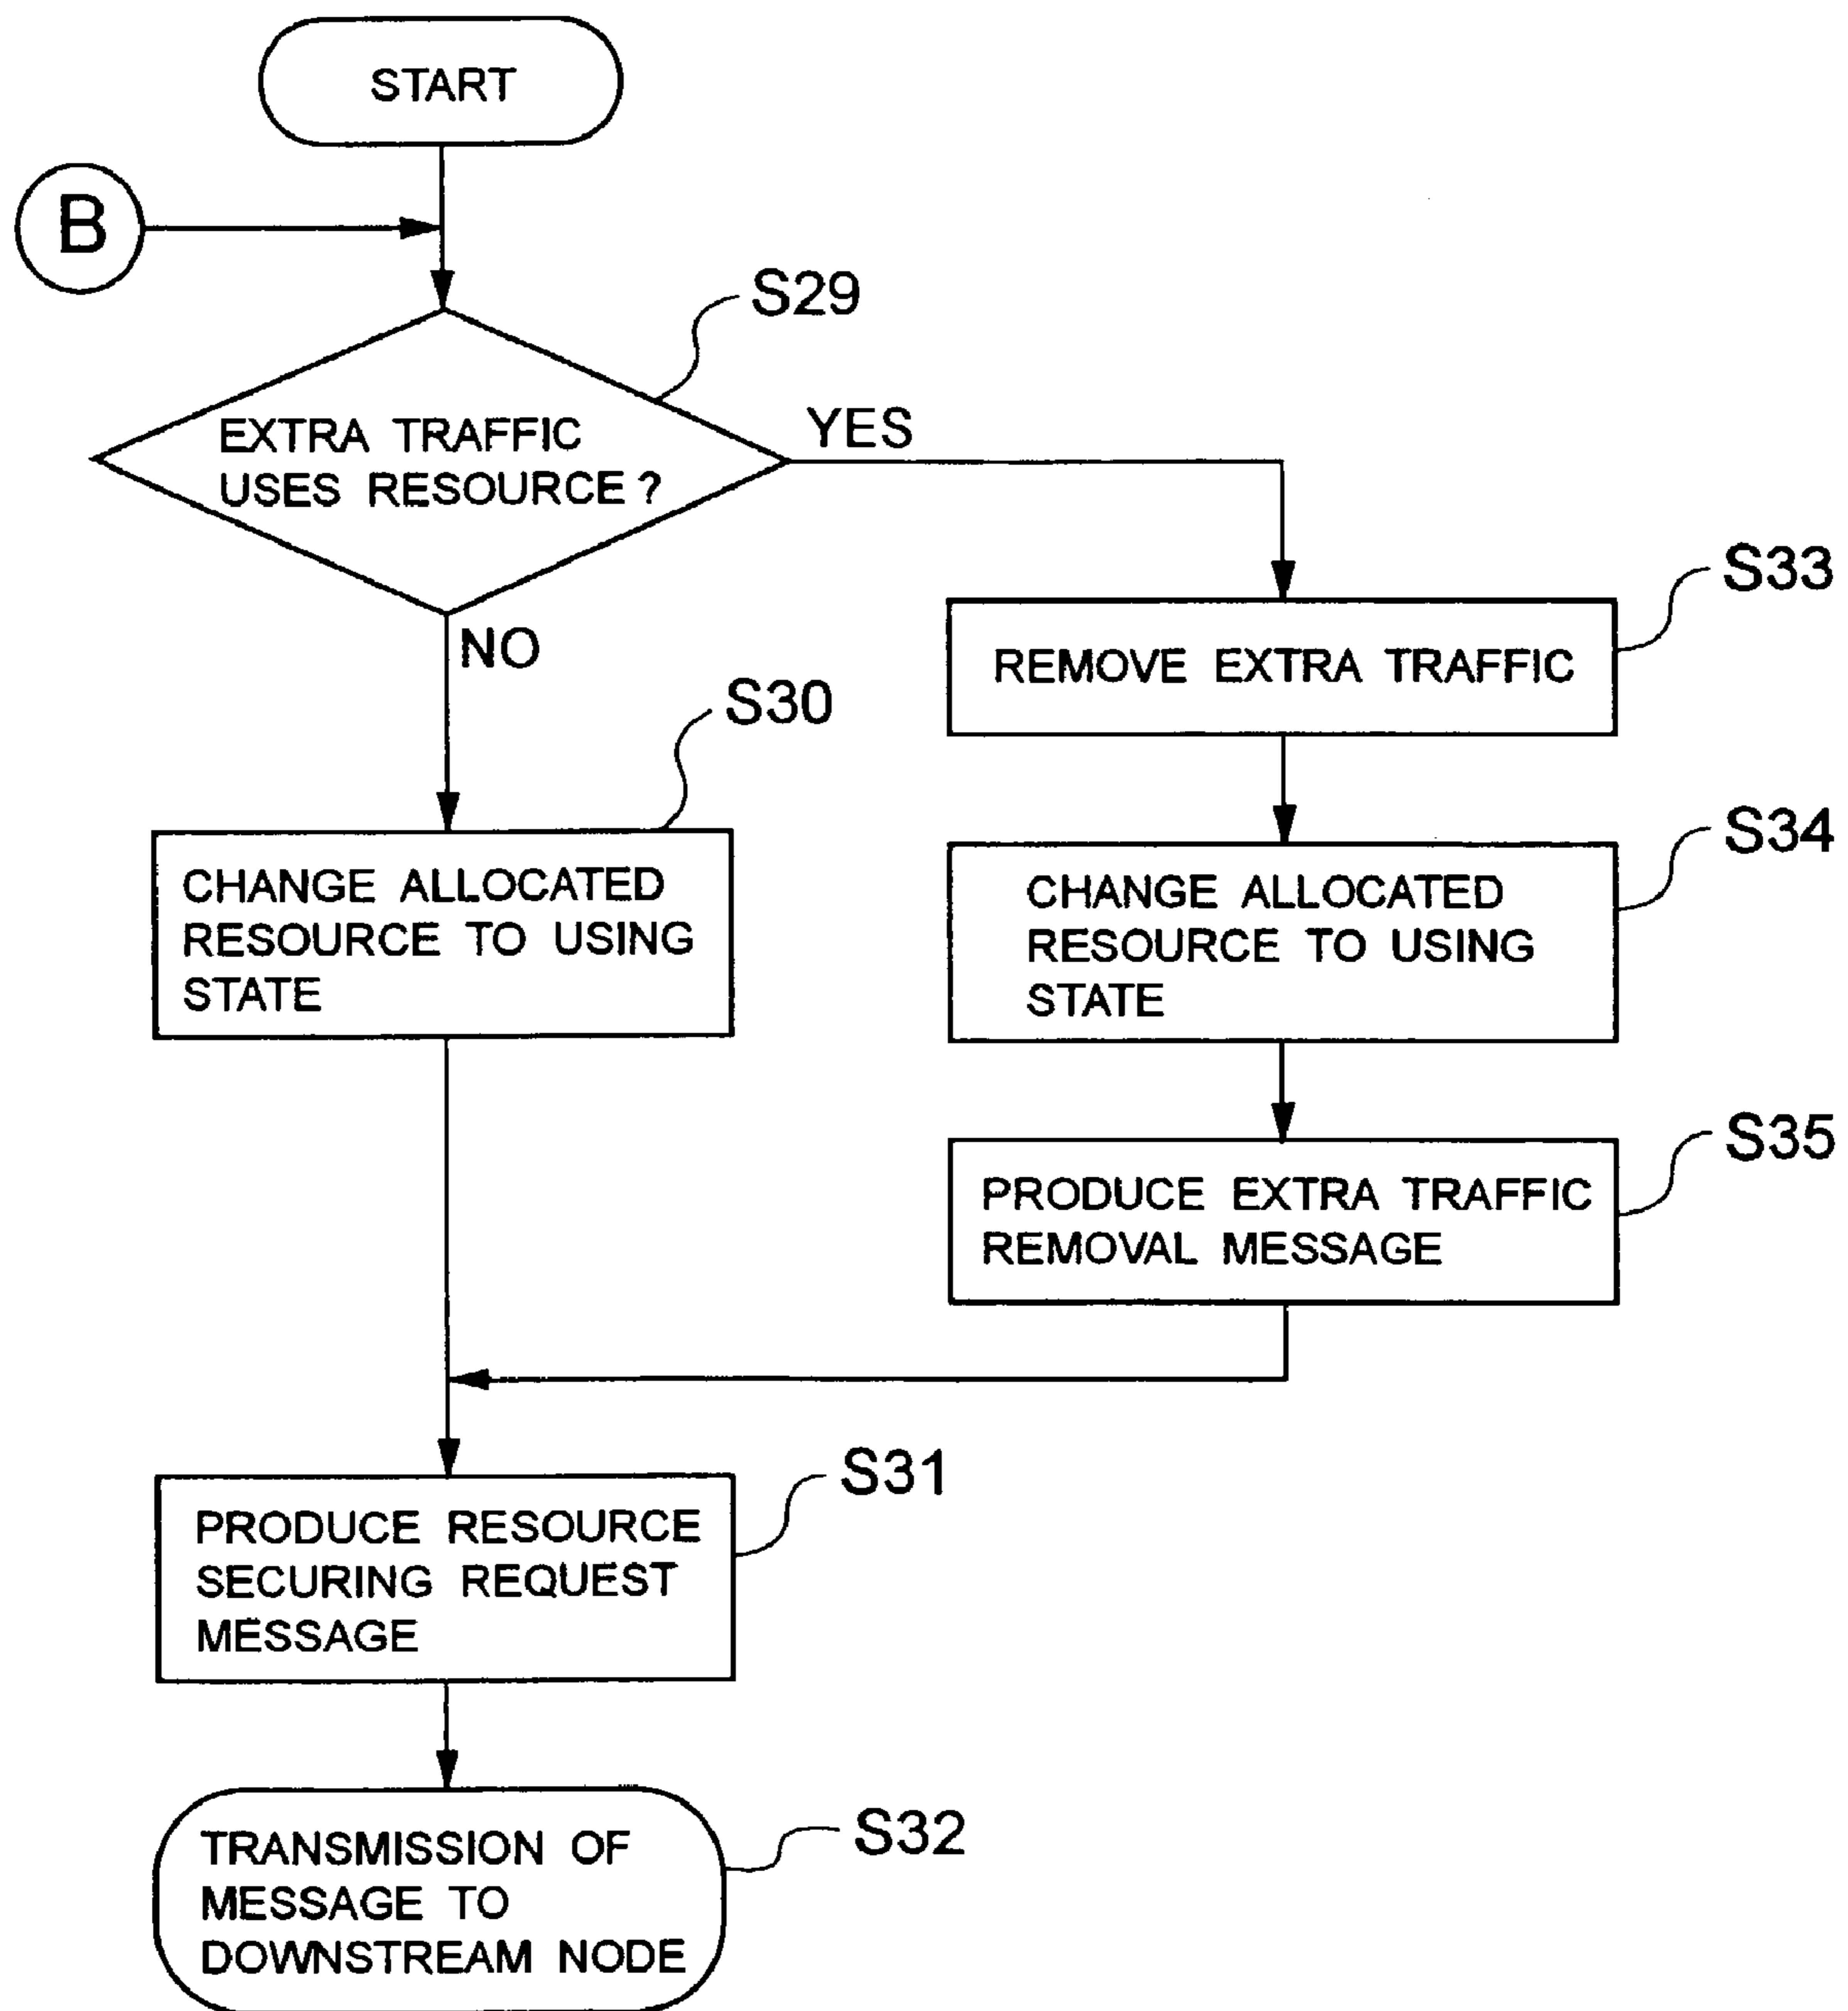 START
B
S29
EXTRA TRAFFIC
USES RESOURCE?
YES
NO
S33
REMOVE EXTRA TRAFFIC
S30
CHANGE ALLOCATED
RESOURCE TO USING
STATE
S34
CHANGE ALLOCATED
RESOURCE TO USING
STATE
S35
PRODUCE EXTRA TRAFFIC
REMOVAL MESSAGE
S31
PRODUCE RESOURCE
SECURING REQUEST
MESSAGE
S32
TRANSMISSION OF
MESSAGE TO
DOWNSTREAM NODE